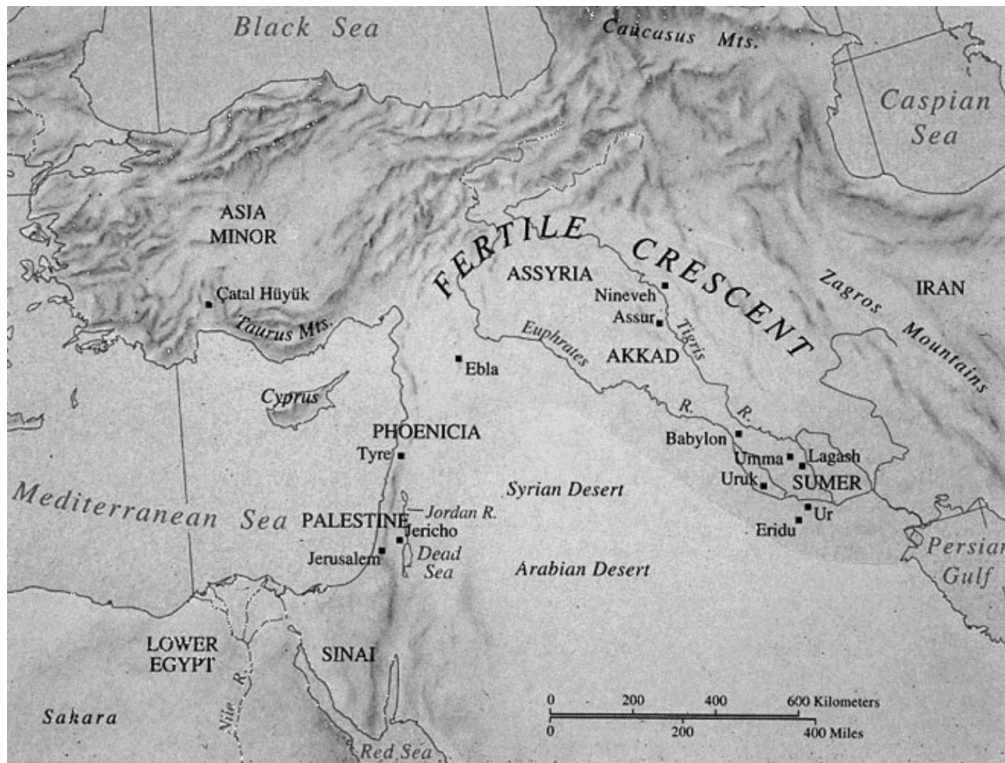 Black Sea
Caucasus Mts.
Caspian
Sea
ASIA
MINOR
FERTILE CRESCENT
ASSYRIA
Zagros Mountains
IRAN
Çatal Hüyük
Nineveh
Assur
Taurus Mts.
Euphrates R.
Tigris R.
AKKAD
Ebla
Cyprus
PHOENICIA
Tyre
Babylon
Umma
Lagash
Uruk
SUMER
Syrian Desert
Mediterranean Sea
Jordan R.
PALESTINE
Jericho
Ur
Eridu
Jerusalem
Dead
Sea
Persian
Gulf
Arabian Desert
LOWER
EGYPT
SINAI
Nile R.
Sahara
Red Sea
0 200 400 600 Kilometers
0 200 400 Miles